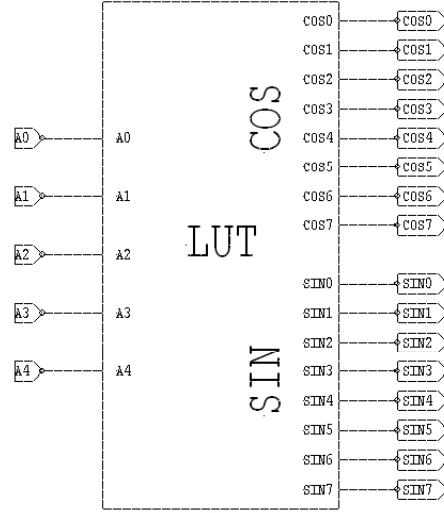 COS0 COS0
COS1 COS1
COS2 COS2
COS3 COS3
COS
A0 A0 COS4 COS4
COS5 COS5
A1 A1 COS6 COS6
COS7 COS7
LUT
A2 A2
SIN0 SIN0
A3 A3 SIN1 SIN1
SIN2 SIN2
SIN
A4 A4 SIN3 SIN3
SIN4 SIN4
SIN5 SIN5
SIN6 SIN6
SIN7 SIN7